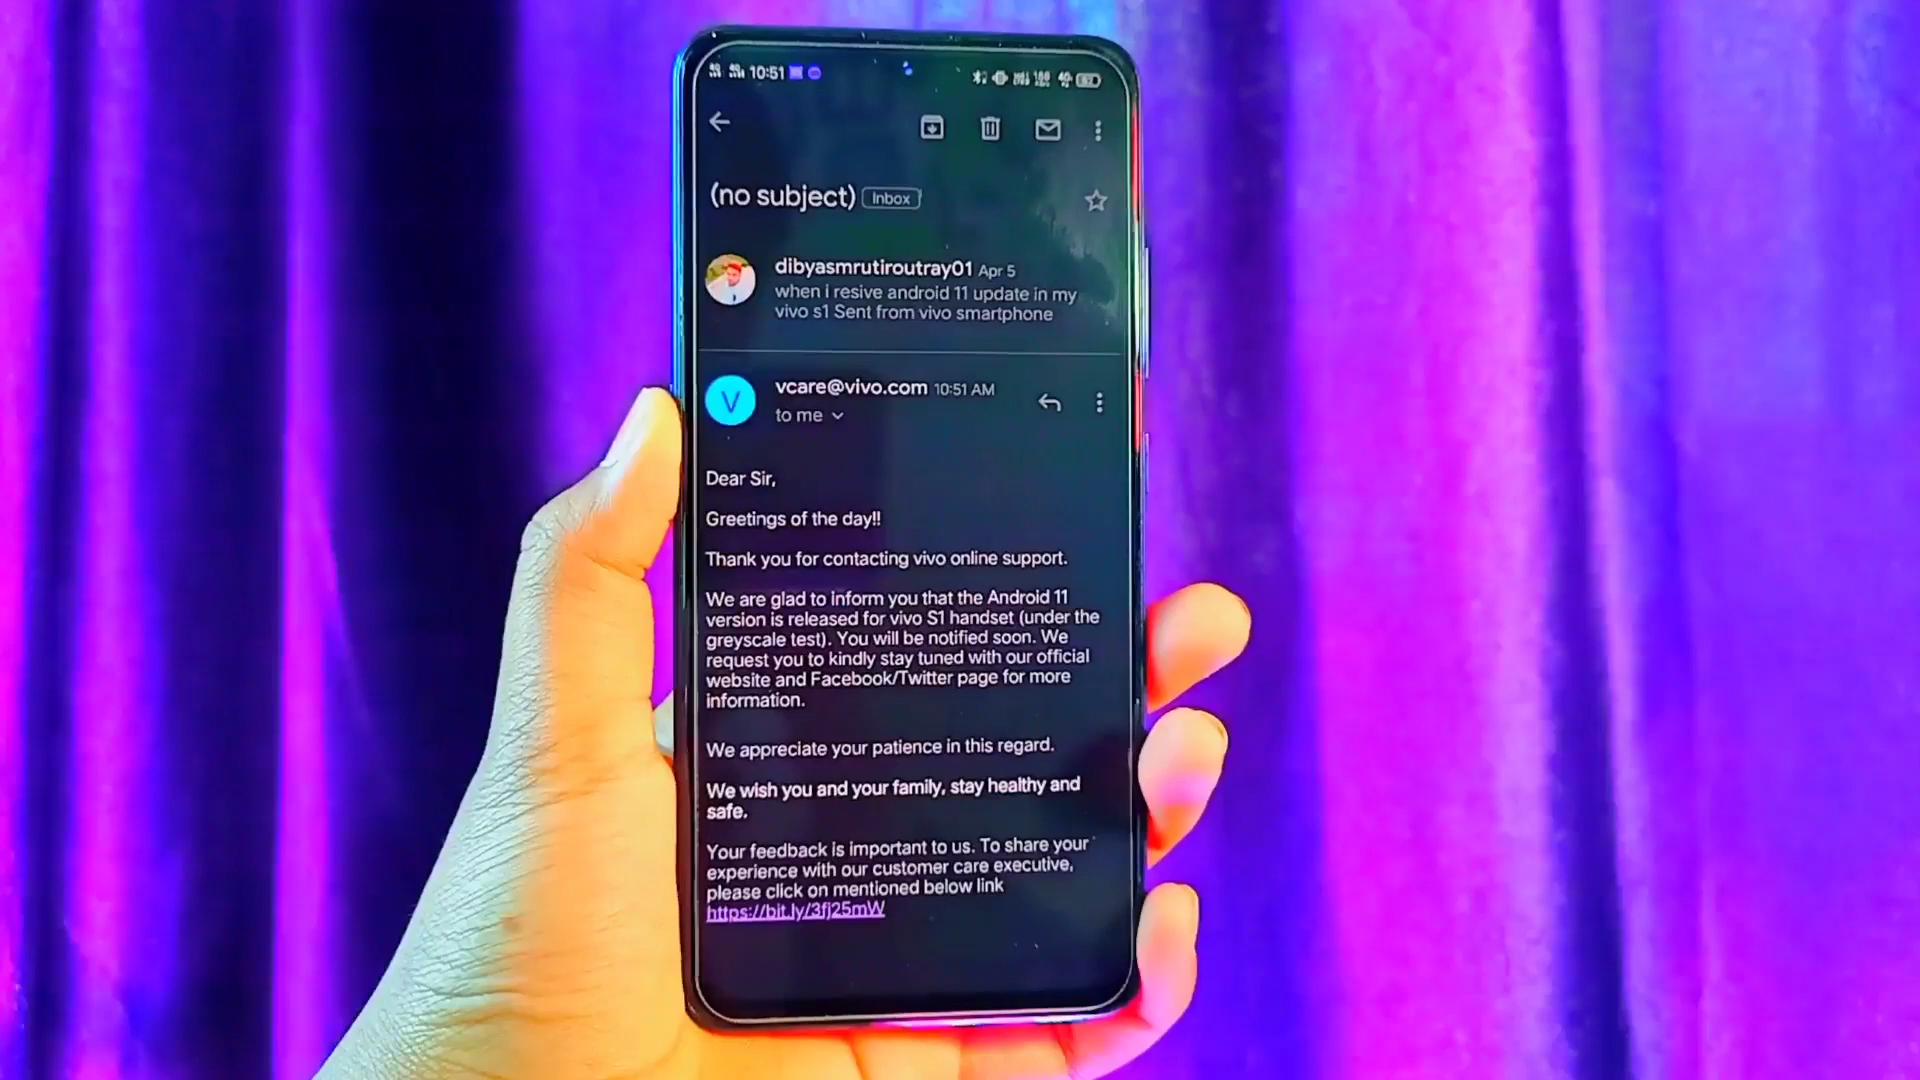 10:51
(no subject) Inbox
dibyasmrutiroutray01 Apr 5
when i resive android 11 update in my
vivo s1 Sent from vivo smartphone
V
vcare@vivo.com 10:51 AM
to me
Dear Sir,
Greetings of the day!!
Thank you for contacting vivo online support.
We are glad to inform you that the Android 11
version is released for vivo S1 handset (under the
greyscale test). You will be notified soon. We
request you to kindly stay tuned with our official
website and Facebook/Twitter page for more
information.
We appreciate your patience in this regard.
We wish you and your family, stay healthy and
safe.
Your feedback is important to us. To share your
experience with our customer care executive,
please click on mentioned below link
https://bit.ly/3fj25mW